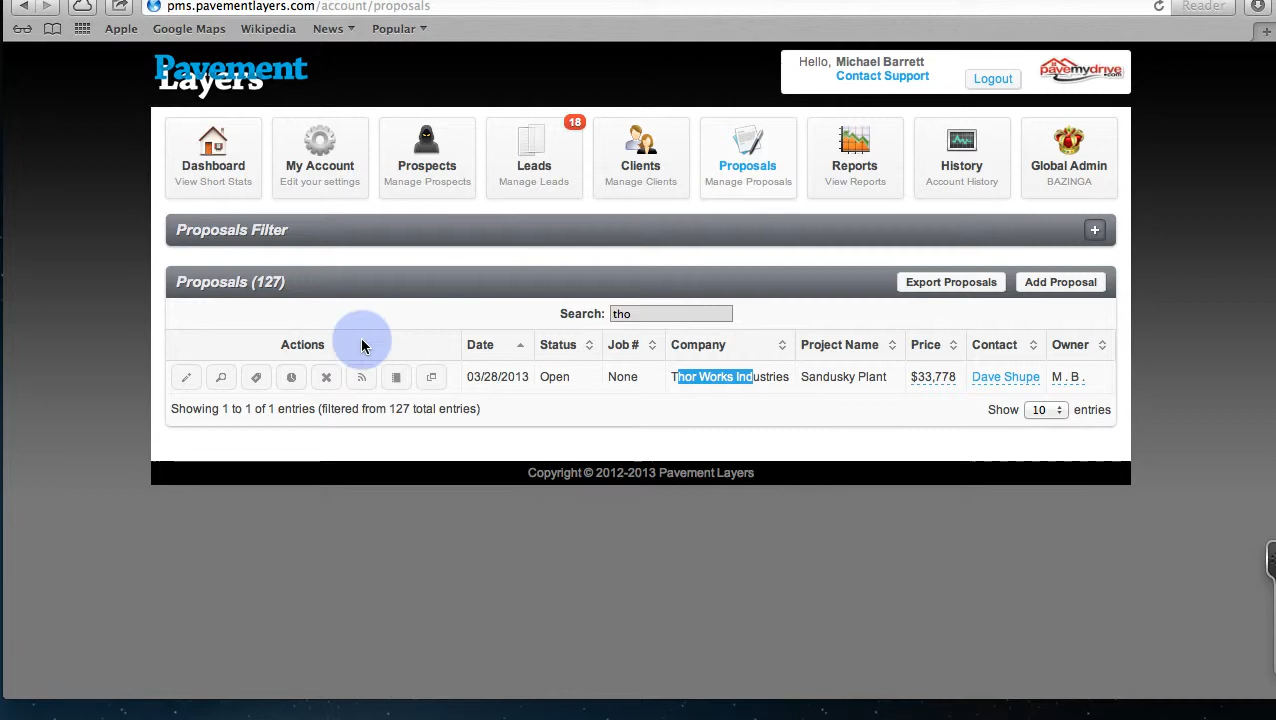 pms.pavementlayers.com/account/proposals
Reader
Apple Google Maps Wikipedia News Popular
Pavement
Layers
Hello, Michael Barrett
Contact Support
Logout
pavemydrive.com
18
Dashboard
View Short Stats
My Account
Edit your settings
Prospects
Manage Prospects
Leads
Manage Leads
Clients
Manage Clients
Proposals
Manage Proposals
Reports
View Reports
History
Account History
Global Admin
BAZINGA
Proposals Filter
+
Proposals (127)
Export Proposals
Add Proposal
Search: tho
Actions Date Status Job # Company Project Name Price Contact Owner
03/28/2013 Open None Thor Works Industries Sandusky Plant $33,778 Dave Shupe M . B .
Showing 1 to 1 of 1 entries (filtered from 127 total entries)
Show 10 entries
Copyright © 2012-2013 Pavement Layers